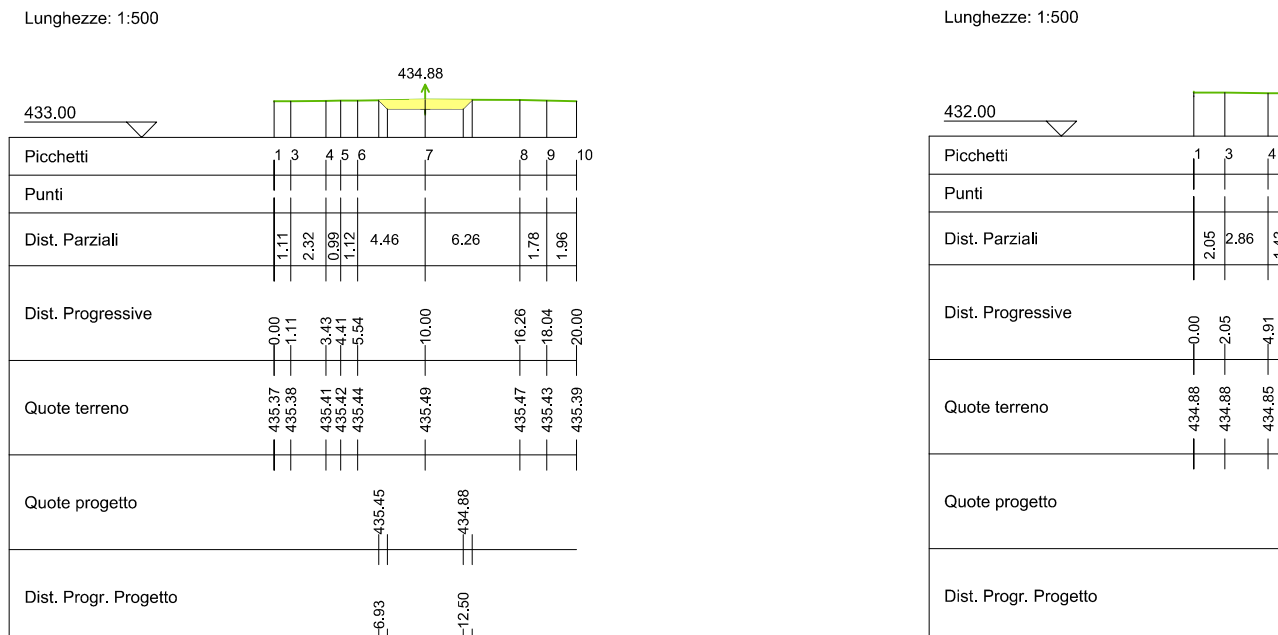 Lunghezze: 1:500
434.88
433.00
Picchetti 1 3 4 5 6 7 8 9 10
Punti
Dist. Parziali 1.11 2.32 0.99 1.12 4.46 6.26 1.78 1.96
Dist. Progressive 0.00 1.11 3.43 4.41 5.54 10.00 16.26 18.04 20.00
Quote terreno 435.37 435.38 435.41 435.42 435.44 435.49 435.47 435.43 435.39
Quote progetto 435.45 434.88
Dist. Progr. Progetto 6.93 12.50
Lunghezze: 1:500
432.00
Picchetti 1 3 4
Punti
Dist. Parziali 2.05 2.86
Dist. Progressive 0.00 2.05 4.91
Quote terreno 434.88 434.88 434.85
Quote progetto
Dist. Progr. Progetto